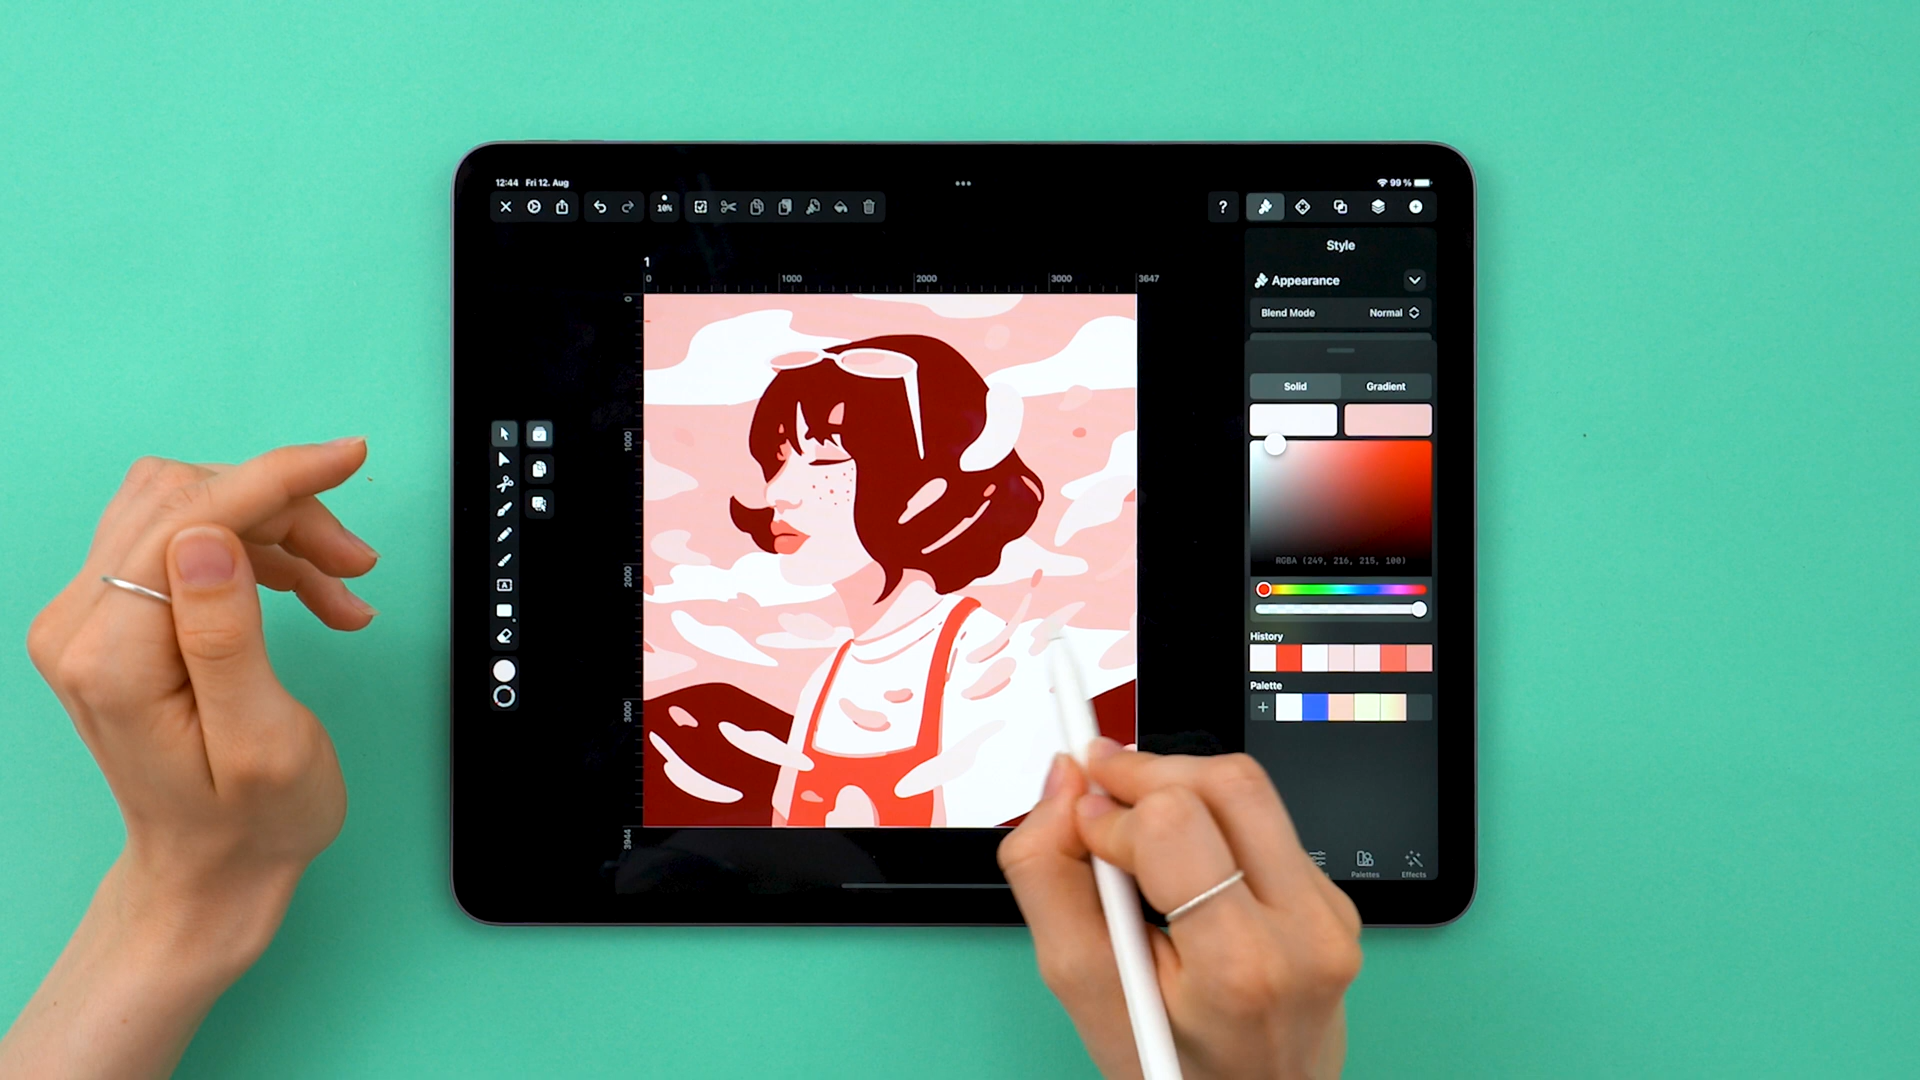 12:44 Fri 12. Aug
99 %
10%
?
1
0 1000 2000 3000 3647
0
1000
2000
3000
3944
A
Style
Appearance
Blend Mode Normal
Solid Gradient
RGBA (249, 216, 215, 100)
History
Palette
+
Palettes Effects